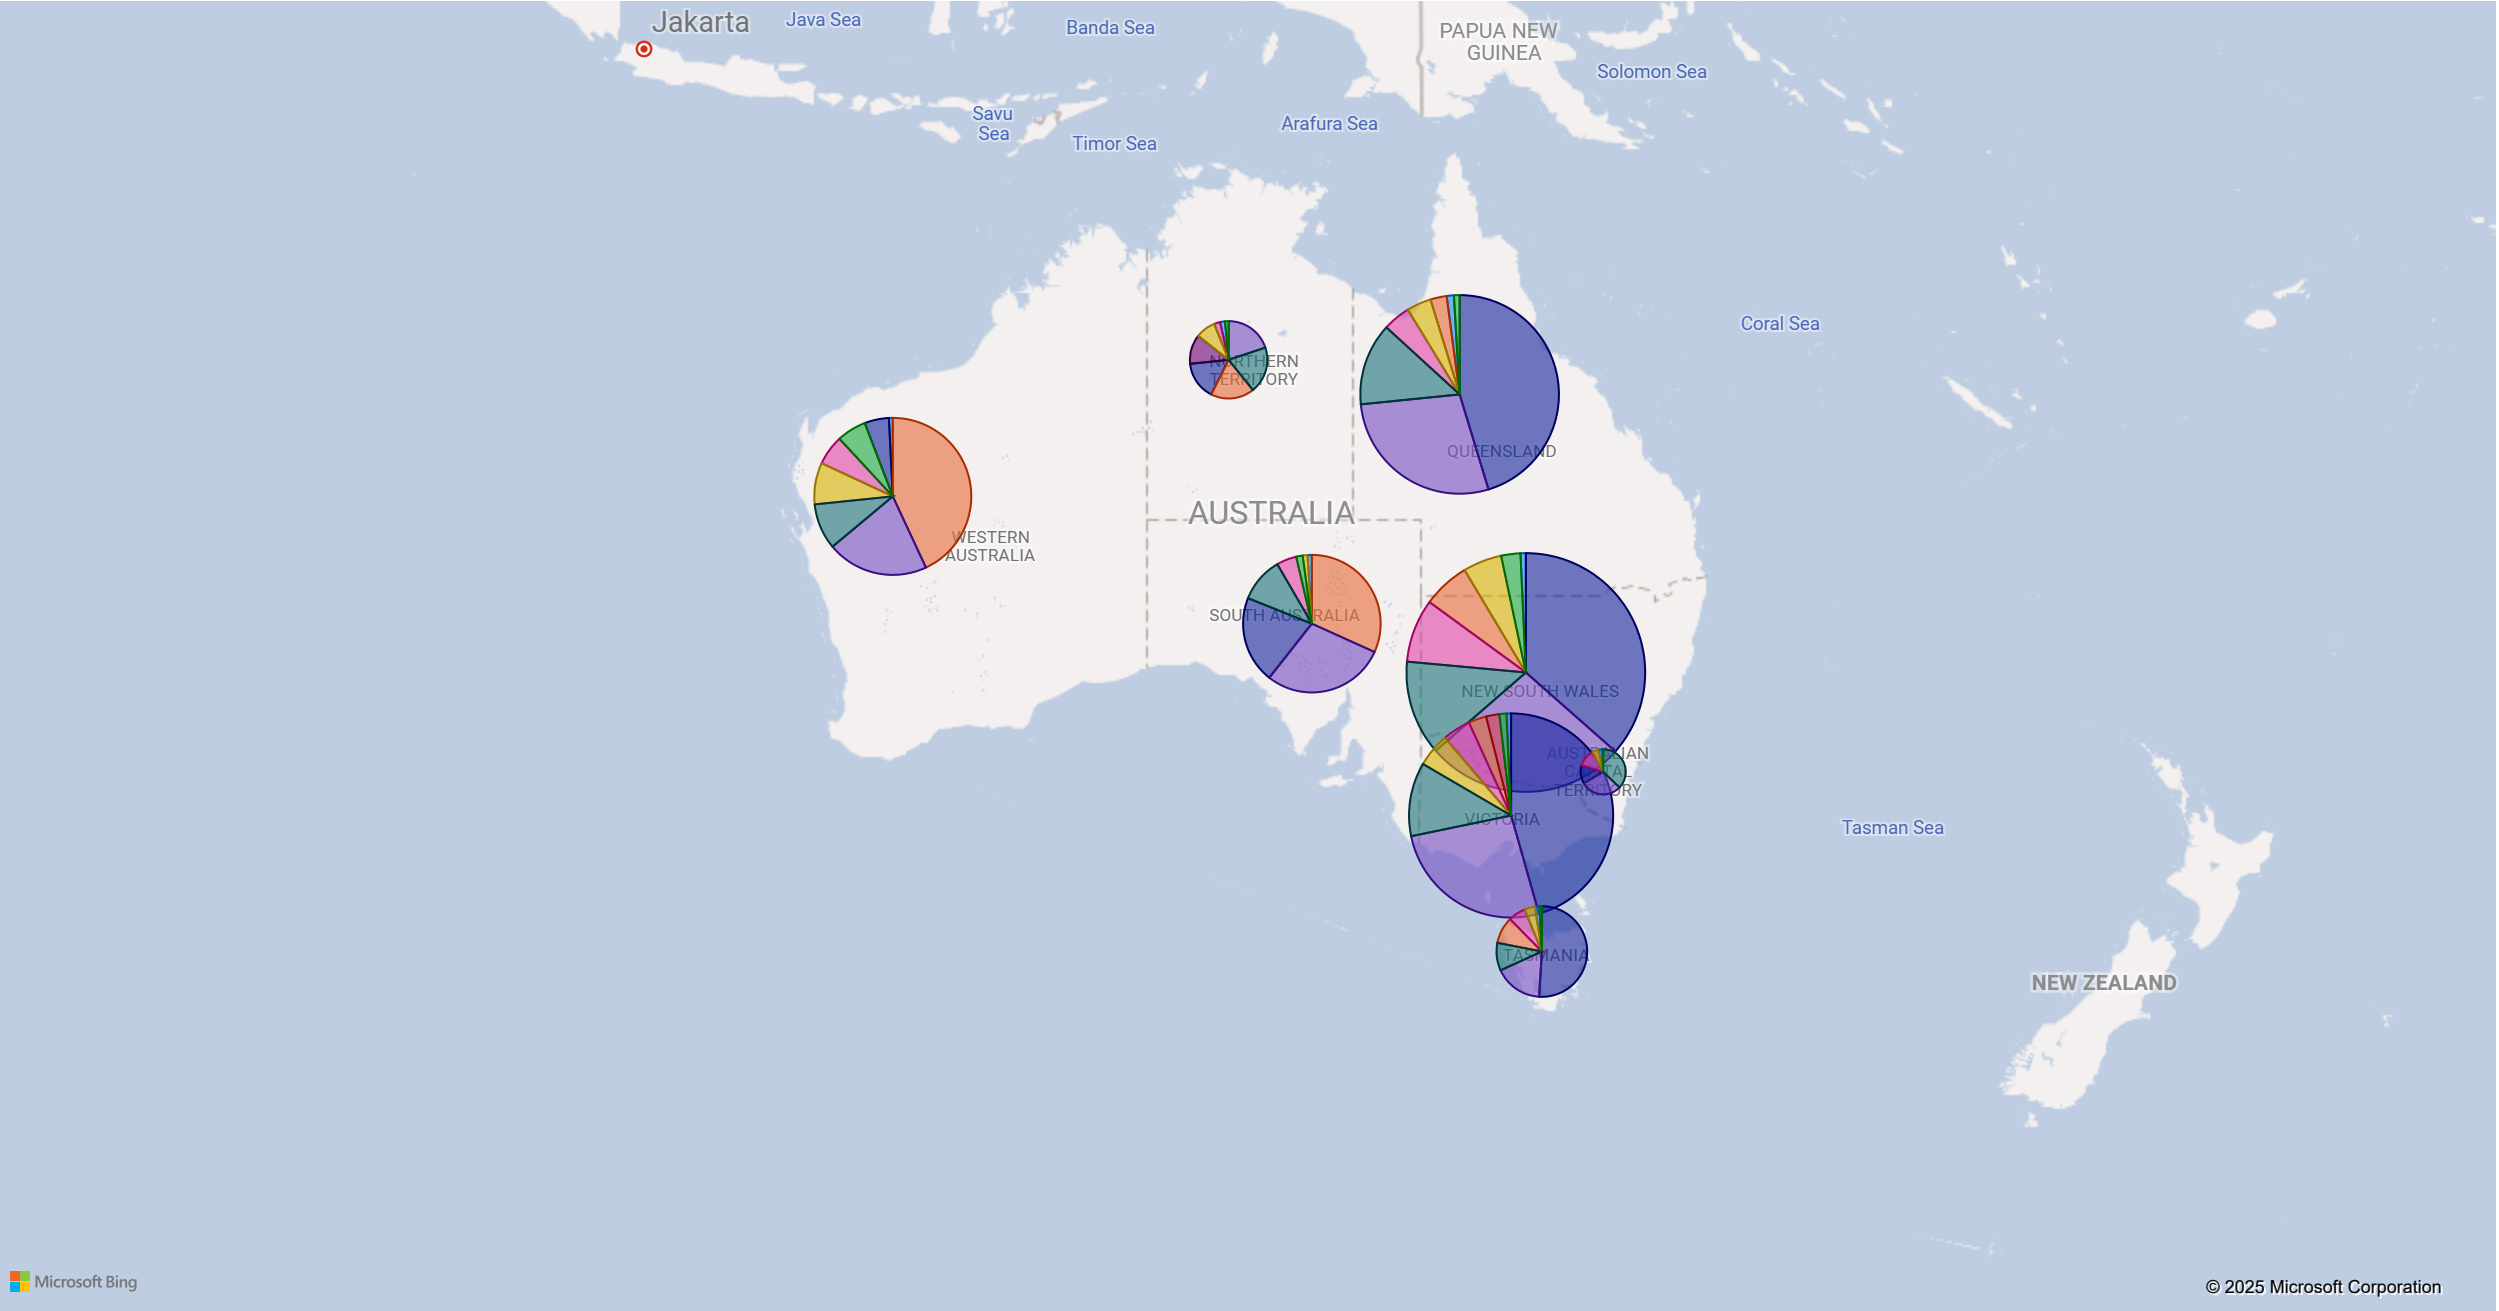 Jakarta
Java Sea
Banda Sea
PAPUA NEW
GUINEA
Solomon Sea
Savu
Sea
Timor Sea
Arafura Sea
Coral Sea
NORTHERN
TERRITORY
QUEENSLAND
AUSTRALIA
WESTERN
AUSTRALIA
SOUTH AUSTRALIA
NEW SOUTH WALES
AUSTRALIAN
CAPITAL
TERRITORY
VICTORIA
Tasman Sea
TASMANIA
NEW ZEALAND
Microsoft Bing
© 2025 Microsoft Corporation